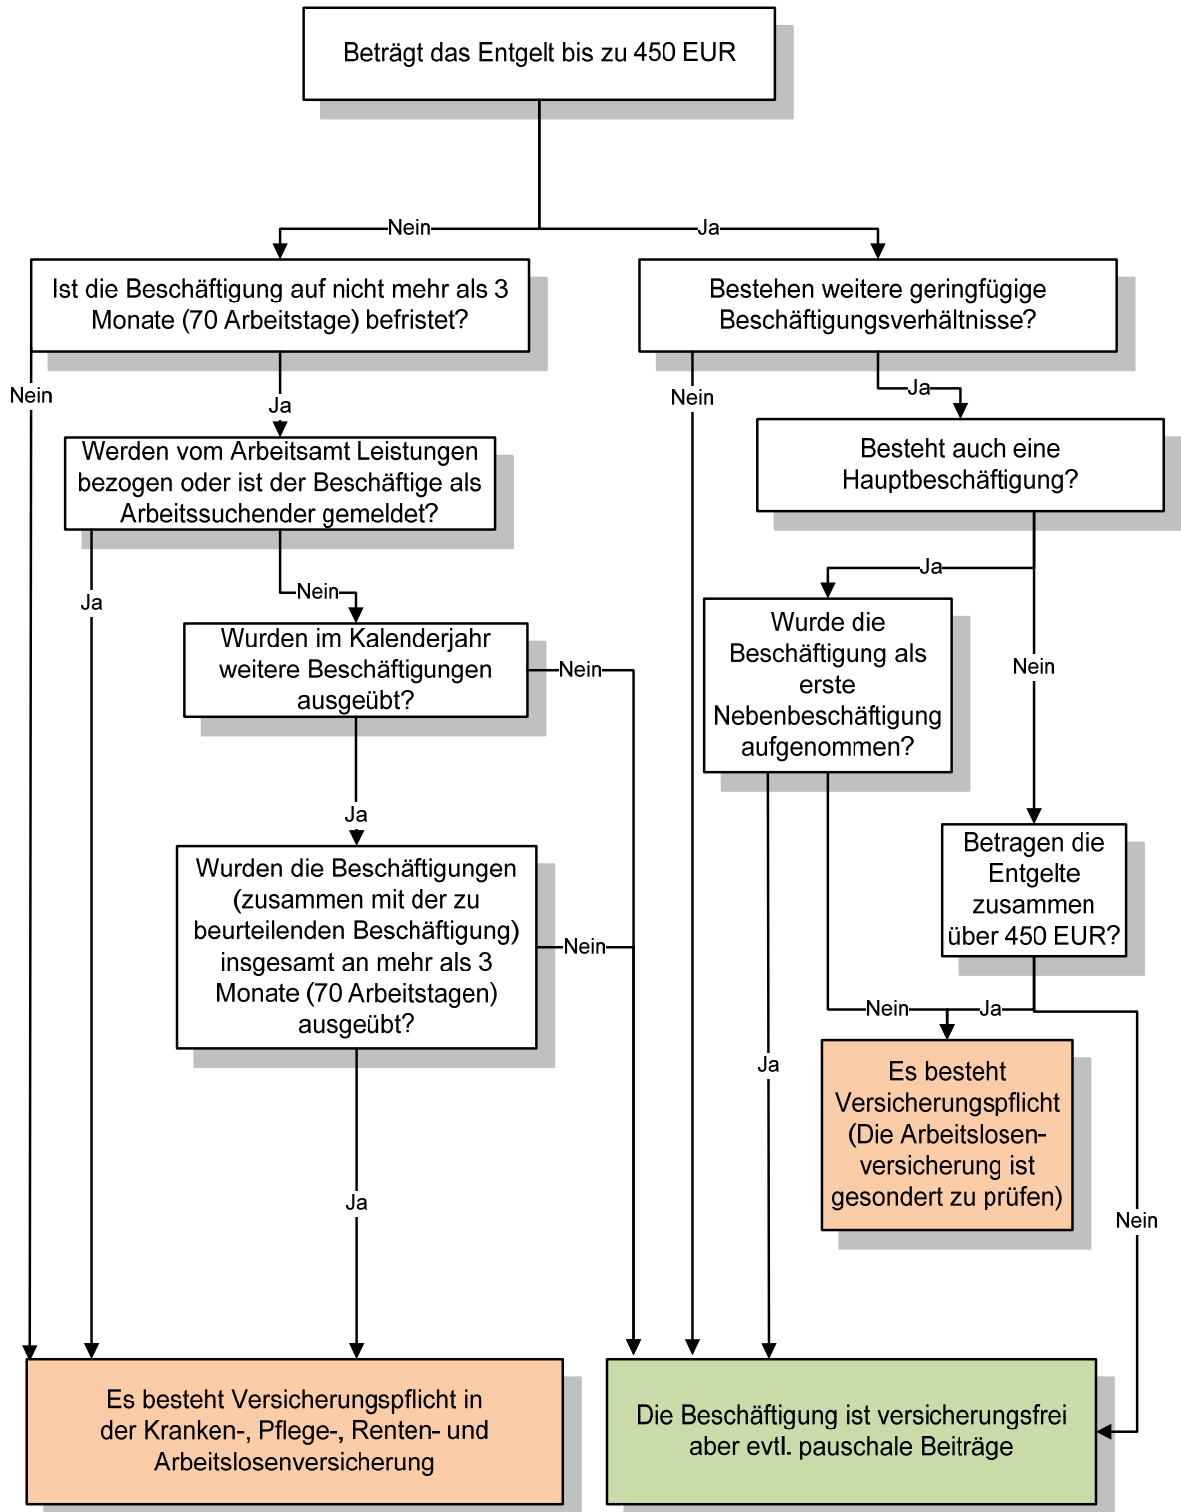 Beträgt das Entgelt bis zu 450 EUR
Nein
Ja
Ist die Beschäftigung auf nicht mehr als 3
Monate (70 Arbeitstage) befristet?
Bestehen weitere geringfügige
Beschäftigungsverhältnisse?
Nein
Ja
Nein
Ja
Werden vom Arbeitsamt Leistungen
bezogen oder ist der Beschäftige als
Arbeitssuchender gemeldet?
Besteht auch eine
Hauptbeschäftigung?
Ja
Nein
Ja
Nein
Wurden im Kalenderjahr
weitere Beschäftigungen
ausgeübt?
Nein
Wurde die
Beschäftigung als
erste
Nebenbeschäftigung
aufgenommen?
Ja
Wurden die Beschäftigungen
(zusammen mit der zu
beurteilenden Beschäftigung)
insgesamt an mehr als 3
Monate (70 Arbeitstagen)
ausgeübt?
Nein
Betragen die
Entgelte
zusammen
über 450 EUR?
Nein
Ja
Ja
Es besteht
Versicherungspflicht
(Die Arbeitslosen-
versicherung ist
gesondert zu prüfen)
Ja
Nein
Es besteht Versicherungspflicht in
der Kranken-, Pflege-, Renten- und
Arbeitslosenversicherung
Die Beschäftigung ist versicherungsfrei
aber evtl. pauschale Beiträge